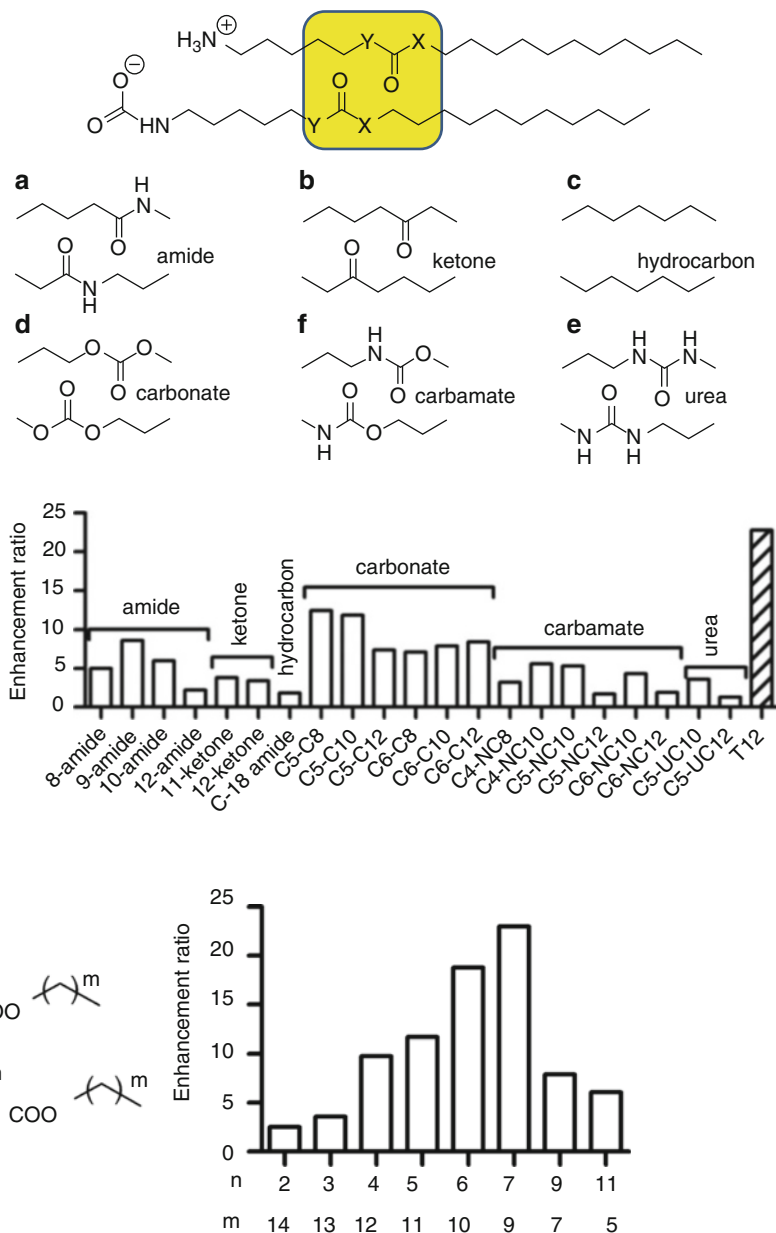 H3N ⊕ Y X O
O⊖ O
O HN Y X
a b c
H
N
O
O
amide
N
H
O
O
ketone
hydrocarbon
d f e
O O
O
carbonate
O
O O
H
N O
O
carbamate
O
N O
H
H H
N N
O
urea
O
N N
H H
Enhancement ratio
25
20
15
10
5
0
amide
ketone
hydrocarbon
carbonate
carbamate
urea
8-amide
9-amide
10-amide
12-amide
11-ketone
12-ketone
C-18 amide
C5-C8
C5-C10
C5-C12
C6-C8
C6-C10
C6-C12
C4-NC8
C4-NC10
C5-NC10
C5-NC12
C6-NC10
C6-NC12
C5-UC10
C5-UC12
T12
Enhancement ratio
25
20
15
10
5
0
OO ( ) m
COO ( ) m
n 2 3 4 5 6 7 9 11
m 14 13 12 11 10 9 7 5